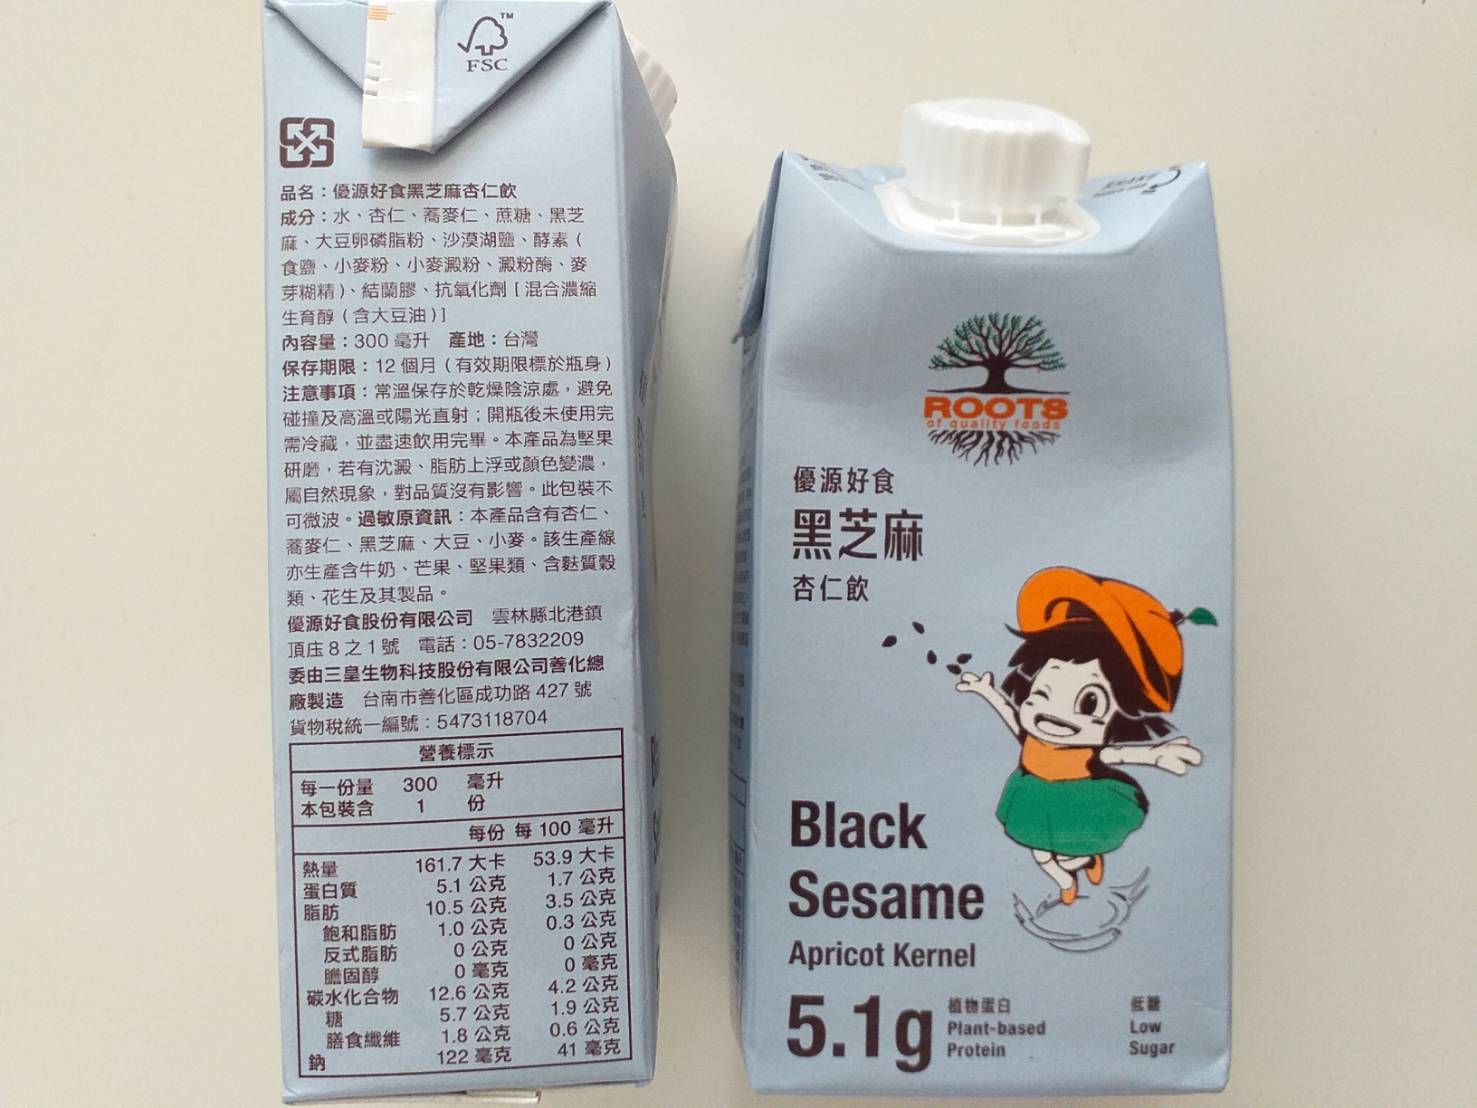 FSC™
品名：優源好食黑芝麻杏仁飲
成分：水、杏仁、蕎麥仁、蔗糖、黑芝
麻、大豆卵磷脂粉、沙漠湖鹽、酵素（
食鹽、小麥粉、小麥澱粉、澱粉酶、麥
芽糊精）、結蘭膠、抗氧化劑［混合濃縮
生育醇（含大豆油）］
內容量：300 毫升 產地：台灣
保存期限：12 個月（有效期限標於瓶身）
注意事項：常溫保存於乾燥陰涼處，避免
碰撞及高溫或陽光直射；開瓶後未使用完
需冷藏，並盡速飲用完畢。本產品為堅果
研磨，若有沈澱、脂肪上浮或顏色變濃，
屬自然現象，對品質沒有影響。此包裝不
可微波。過敏原資訊：本產品含有杏仁、
蕎麥仁、黑芝麻、大豆、小麥。該生產線
亦生產含牛奶、芒果、堅果類、含麩質穀
類、花生及其製品。
優源好食股份有限公司 雲林縣北港鎮
頂庒 8 之 1 號 電話：05-7832209
委由三皇生物科技股份有限公司善化總
廠製造 台南市善化區成功路 427 號
貨物稅統一編號：5473118704
營養標示
每一份量 300 毫升
本包裝含 1 份
每份 每 100 毫升
熱量 161.7 大卡 53.9 大卡
蛋白質 5.1 公克 1.7 公克
脂肪 10.5 公克 3.5 公克
飽和脂肪 1.0 公克 0.3 公克
反式脂肪 0 公克 0 公克
膽固醇 0 毫克 0 毫克
碳水化合物 12.6 公克 4.2 公克
糖 5.7 公克 1.9 公克
膳食纖維 1.8 公克 0.6 公克
鈉 122 毫克 41 毫克
ROOTS
of quality foods
優源好食
黑芝麻
杏仁飲
Black
Sesame
Apricot Kernel
5.1g
植物蛋白
Plant-based
Protein
低糖
Low
Sugar